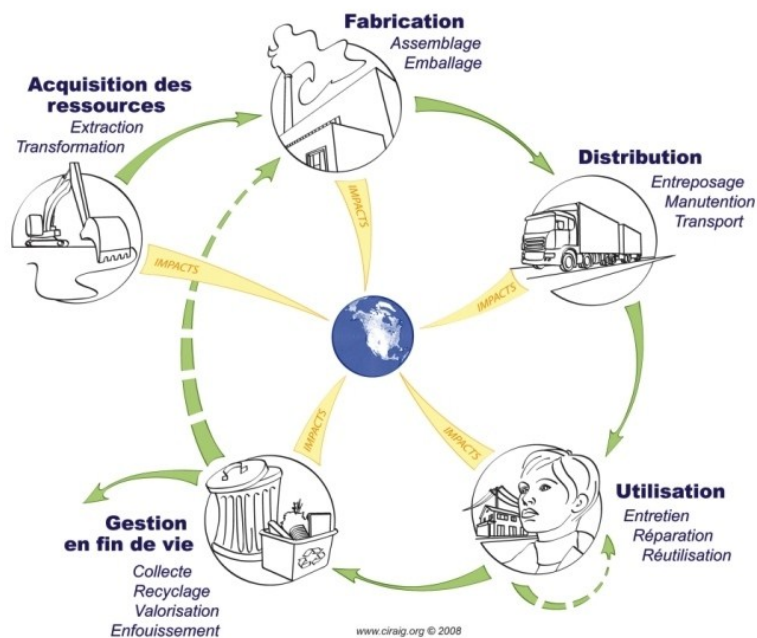 Fabrication
Assemblage
Emballage
Acquisition des
ressources
Extraction
Transformation
Distribution
Entreposage
Manutention
Transport
IMPACTS
IMPACTS
IMPACTS
IMPACTS
IMPACTS
Utilisation
Entretien
Réparation
Réutilisation
Gestion
en fin de vie
Collecte
Recyclage
Valorisation
Enfouissement
www.ciraig.org © 2008